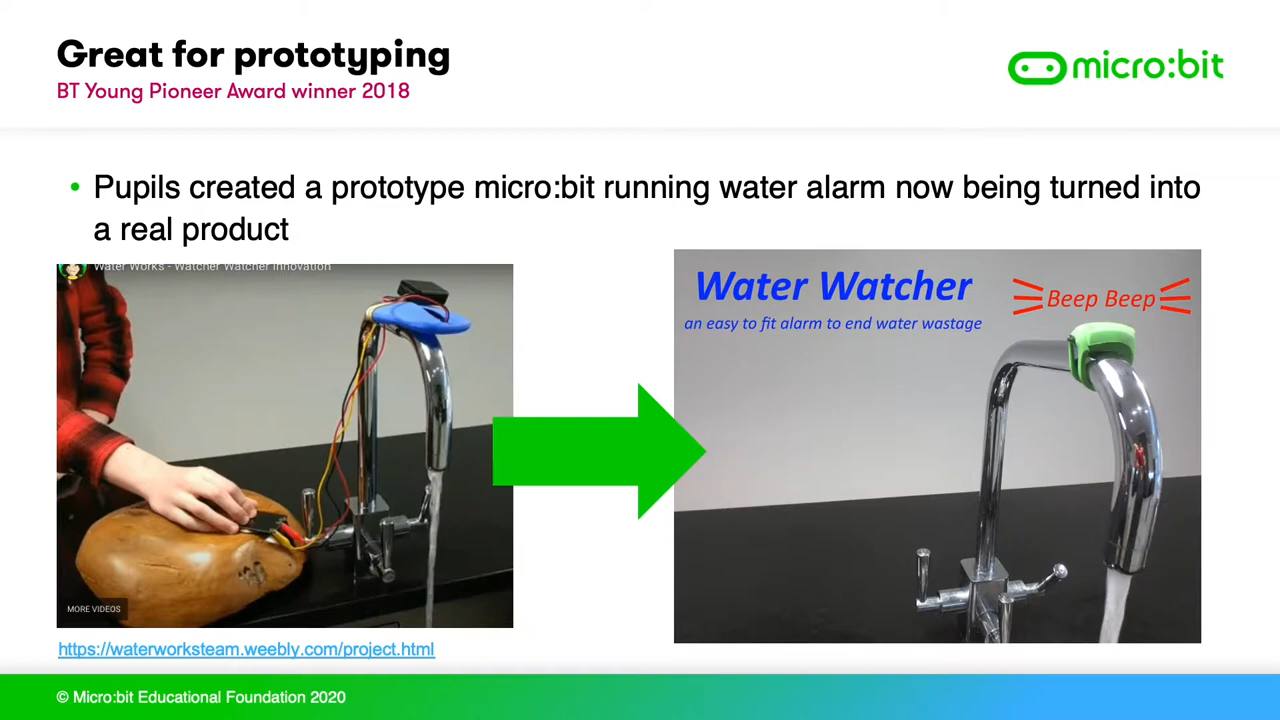 Great for prototyping
BT Young Pioneer Award winner 2018
micro:bit
• Pupils created a prototype micro:bit running water alarm now being turned into
a real product
Water Works - Watcher Watcher Innovation
MORE VIDEOS
https://waterworksteam.weebly.com/project.html
Water Watcher
an easy to fit alarm to end water wastage
Beep Beep
© Micro:bit Educational Foundation 2020